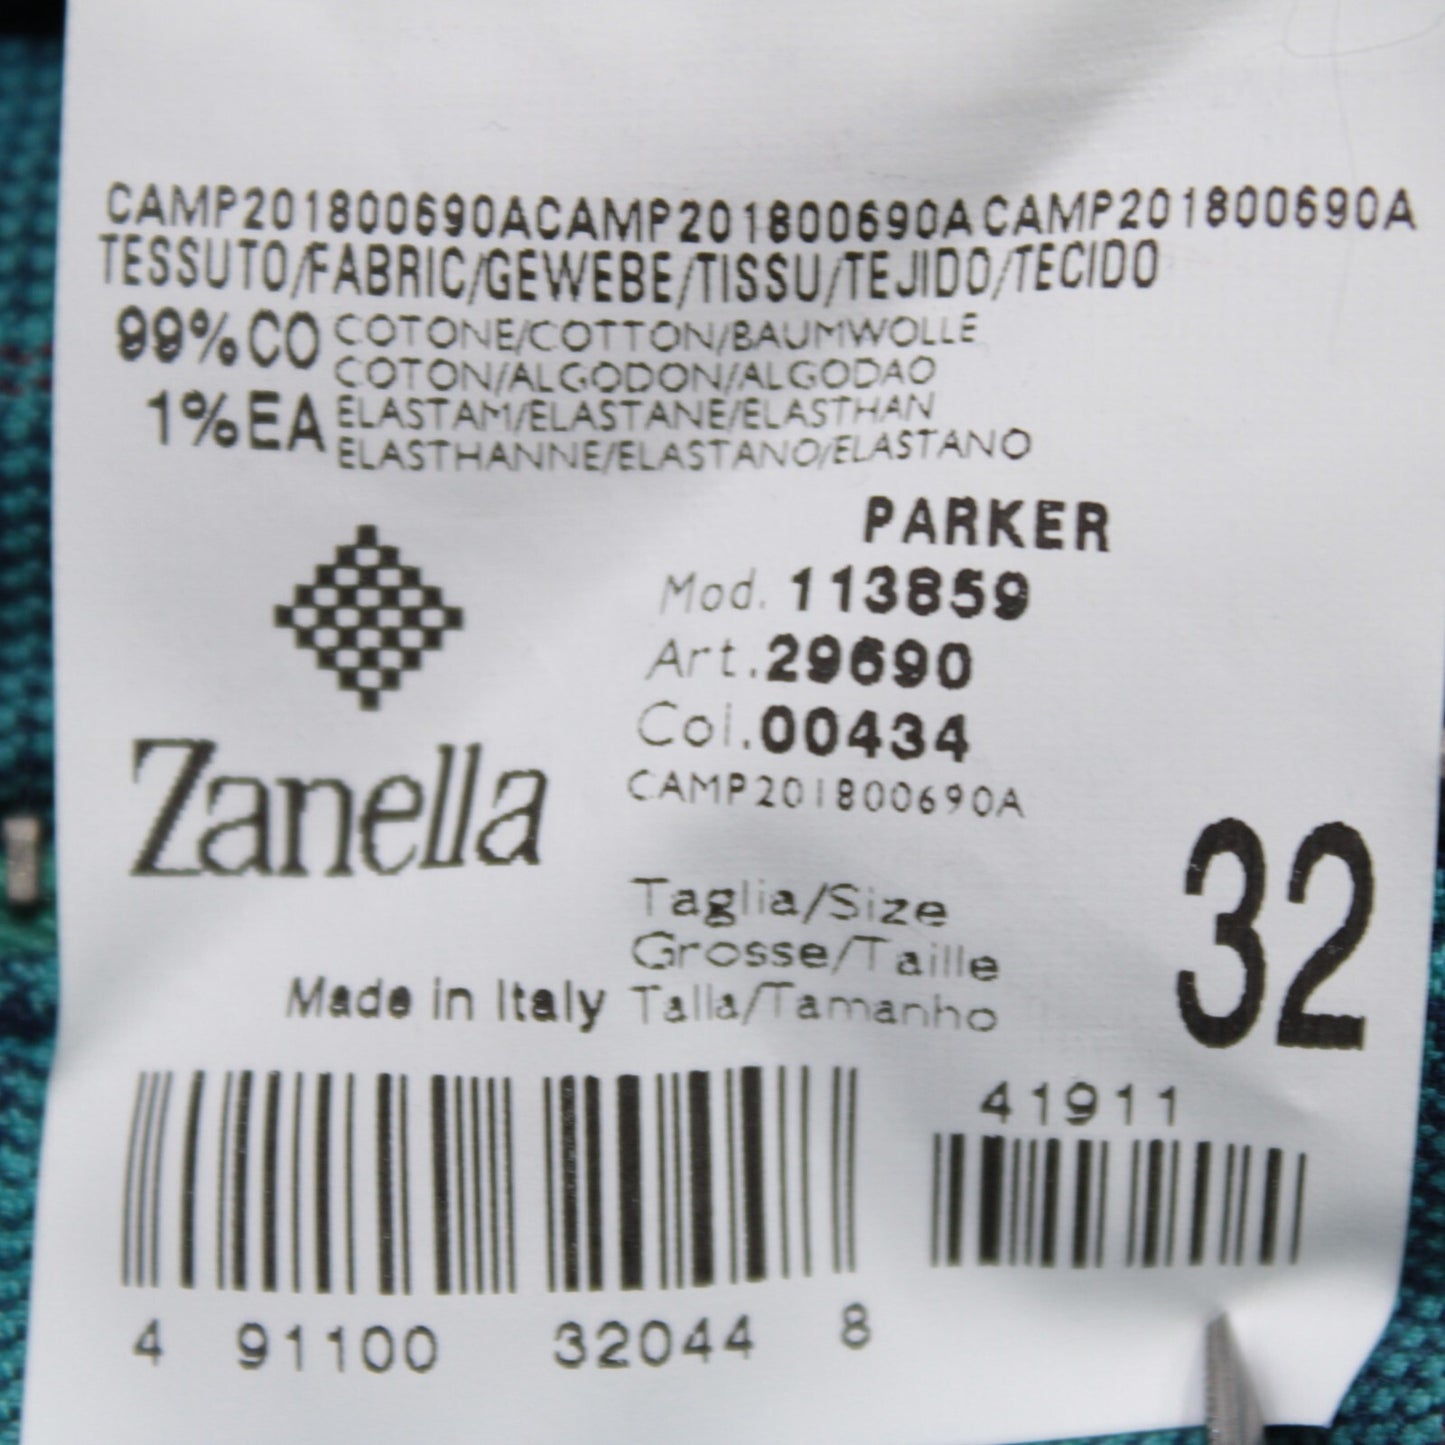 CAMP201800690ACAMP201800690ACAMP201800690A
TESSUTO/FABRIC/GEWEBE/TISSU/TEJIDO/TECIDO
99%CO COTONE/COTTON/BAUMWOLLE
COTON/ALGODON/ALGODAO
1%EA ELASTAM/ELASTANE/ELASTHAN
ELASTHANNE/ELASTANO/ELASTANO
PARKER
Mod. 113859
Art. 29690
Col. 00434
CAMP201800690A
Zanella
Taglia/Size
Grosse/Taille
Talla/Tamanho
32
Made in Italy
41911
4 91100 32044 8